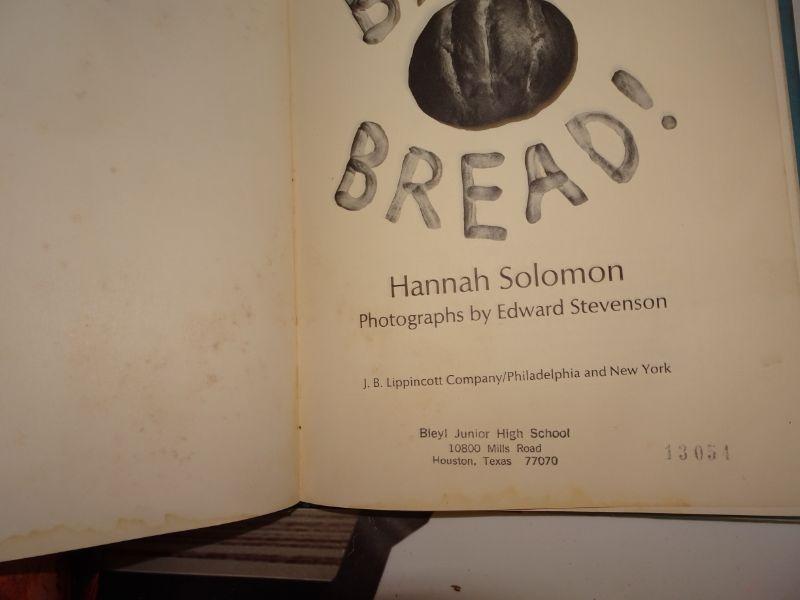 BREAD!
Hannah Solomon
Photographs by Edward Stevenson
J. B. Lippincott Company/Philadelphia and New York
Bleyl Junior High School
10800 Mills Road
Houston, Texas 77070
13051